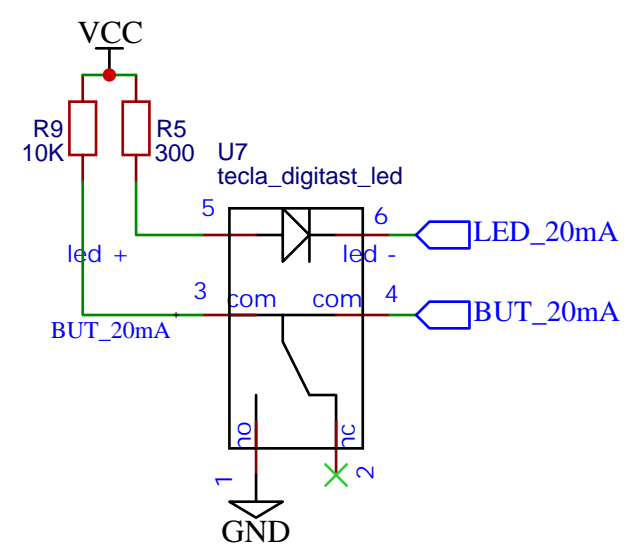 VCC
R9
10K
R5
300
U7
tecla_digitast_led
5
6
led +
led -
LED_20mA
3
com
com
4
BUT_20mA
BUT_20mA
no
nc
1
2
GND